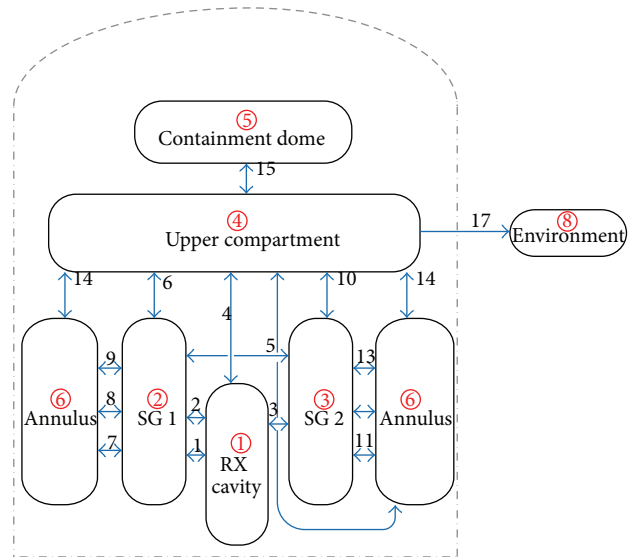 ⑤
Containment dome
15
④
Upper compartment
17
⑧
Environment
14
6
4
10
14
9
5
13
⑥
Annulus
8
②
SG 1
2
3
③
SG 2
⑥
Annulus
7
1
①
RX
cavity
11